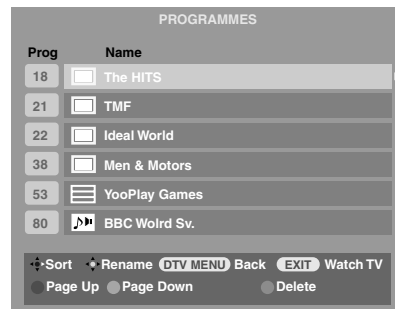 PROGRAMMES
Prog Name
18 The HITS
21 TMF
22 Ideal World
38 Men & Motors
53 YooPlay Games
80 BBC Wolrd Sv.
Sort Rename DTV MENU Back EXIT Watch TV
Page Up Page Down Delete